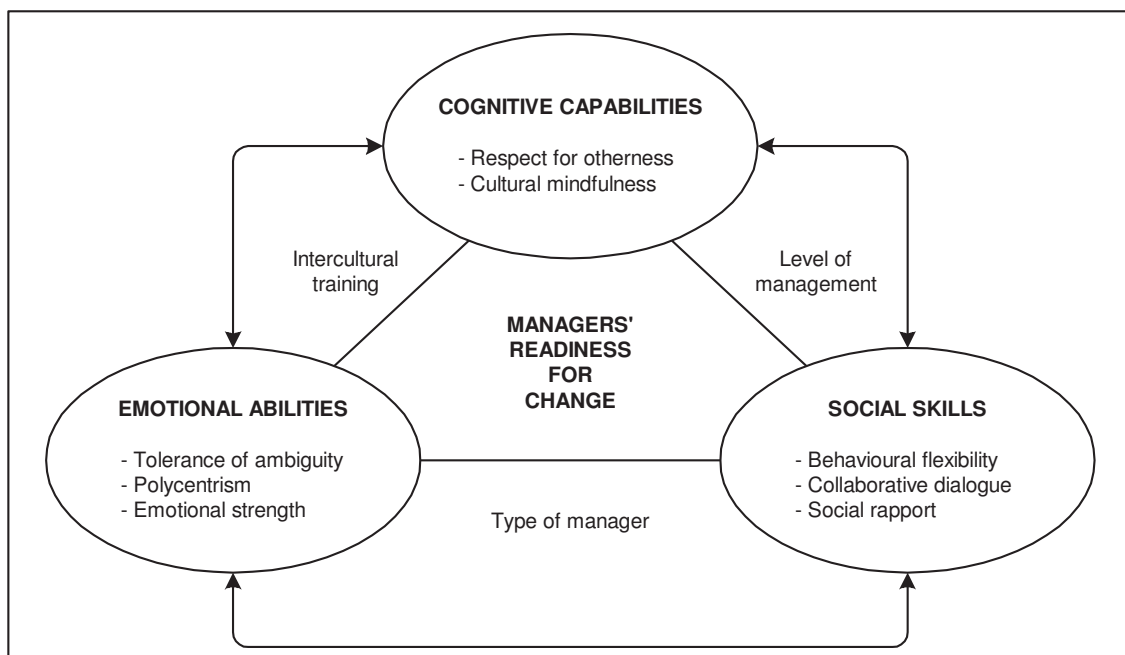 COGNITIVE CAPABILITIES
- Respect for otherness
- Cultural mindfulness
Intercultural
training
Level of
management
MANAGERS'
READINESS
FOR
CHANGE
EMOTIONAL ABILITIES
- Tolerance of ambiguity
- Polycentrism
- Emotional strength
SOCIAL SKILLS
- Behavioural flexibility
- Collaborative dialogue
- Social rapport
Type of manager